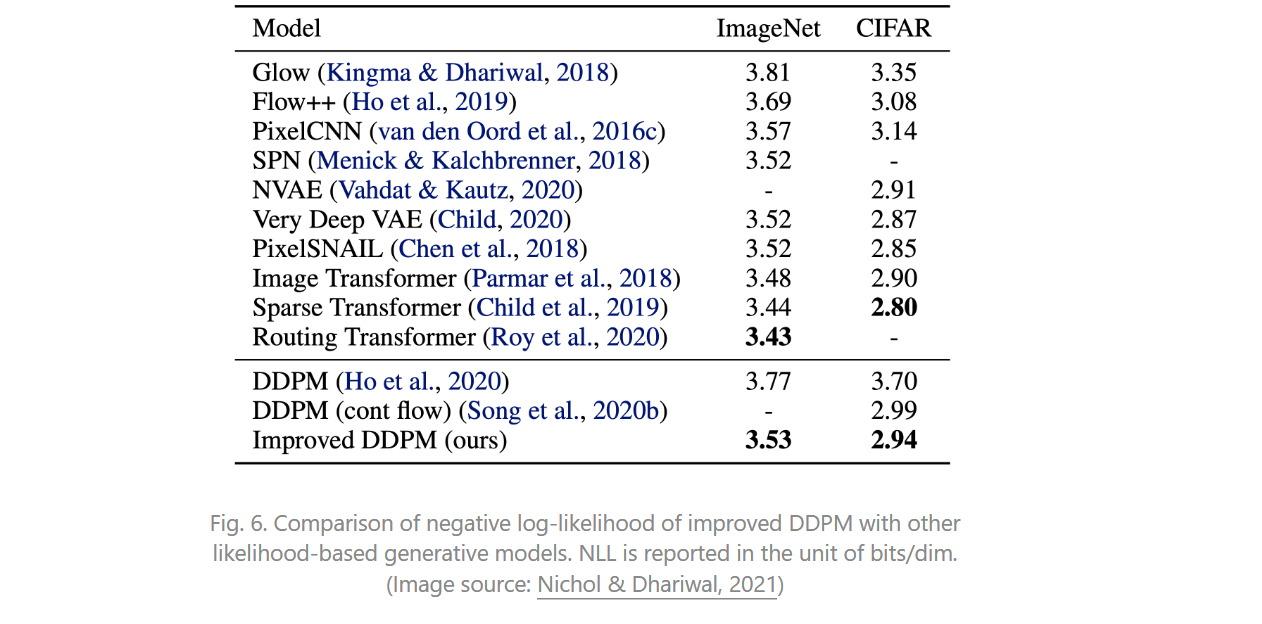 Model ImageNet CIFAR
Glow (Kingma & Dhariwal, 2018) 3.81 3.35
Flow++ (Ho et al., 2019) 3.69 3.08
PixelCNN (van den Oord et al., 2016c) 3.57 3.14
SPN (Menick & Kalchbrenner, 2018) 3.52 -
NVAE (Vahdat & Kautz, 2020) - 2.91
Very Deep VAE (Child, 2020) 3.52 2.87
PixelSNAIL (Chen et al., 2018) 3.52 2.85
Image Transformer (Parmar et al., 2018) 3.48 2.90
Sparse Transformer (Child et al., 2019) 3.44 2.80
Routing Transformer (Roy et al., 2020) 3.43 -
DDPM (Ho et al., 2020) 3.77 3.70
DDPM (cont flow) (Song et al., 2020b) - 2.99
Improved DDPM (ours) 3.53 2.94
Fig. 6. Comparison of negative log-likelihood of improved DDPM with other
likelihood-based generative models. NLL is reported in the unit of bits/dim.
(Image source: Nichol & Dhariwal, 2021)